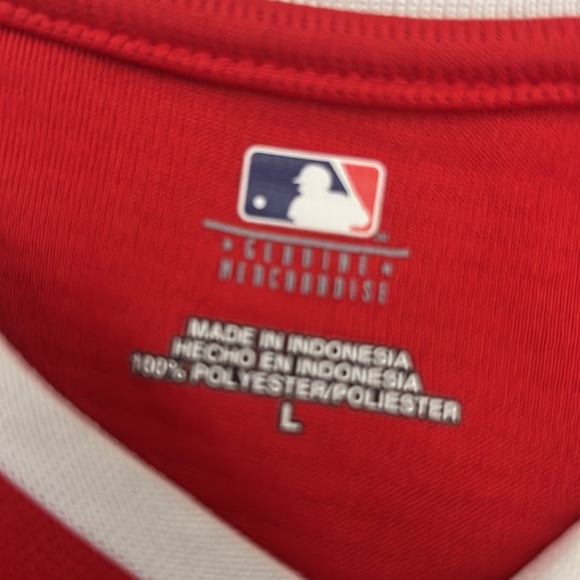 GENUINE
MERCHANDISE
MADE IN INDONESIA
HECHO EN INDONESIA
100% POLYESTER/POLIESTER
L